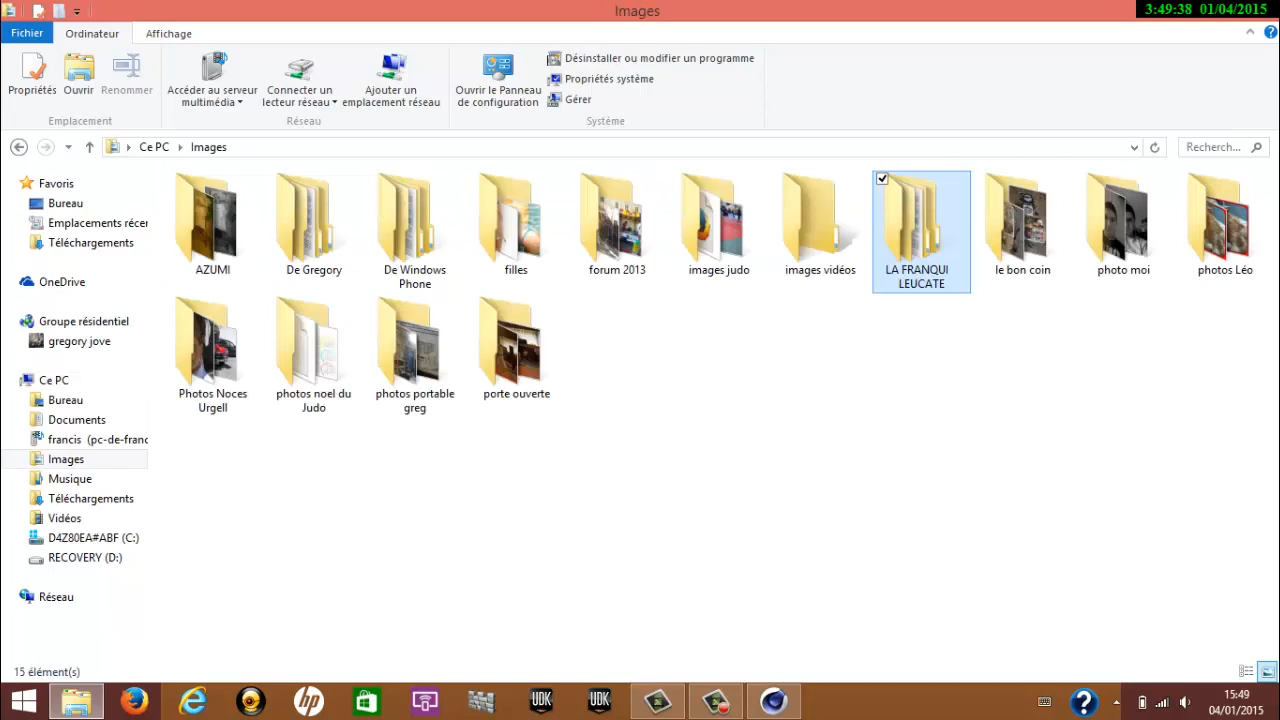 Images
3:49:38 01/04/2015
Fichier
Ordinateur
Affichage
Propriétés
Ouvrir
Renommer
Accéder au serveur
multimédia
Connecter un
lecteur réseau
Ajouter un
emplacement réseau
Ouvrir le Panneau
de configuration
Désinstaller ou modifier un programme
Propriétés système
Gérer
Emplacement
Réseau
Système
Ce PC
Images
Recherch...
Favoris
Bureau
Emplacements récen
Téléchargements
OneDrive
Groupe résidentiel
gregory jove
Ce PC
Bureau
Documents
francis (pc-de-franc
Images
Musique
Téléchargements
Vidéos
D4Z80EA#ABF (C:)
RECOVERY (D:)
Réseau
AZUMI
De Gregory
De Windows
Phone
filles
forum 2013
images judo
images vidéos
LA FRANQUI
LEUCATE
le bon coin
photo moi
photos Léo
Photos Noces
Urgell
photos noel du
Judo
photos portable
greg
porte ouverte
15 élément(s)
hp
UDK
UDK
15:49
04/01/2015